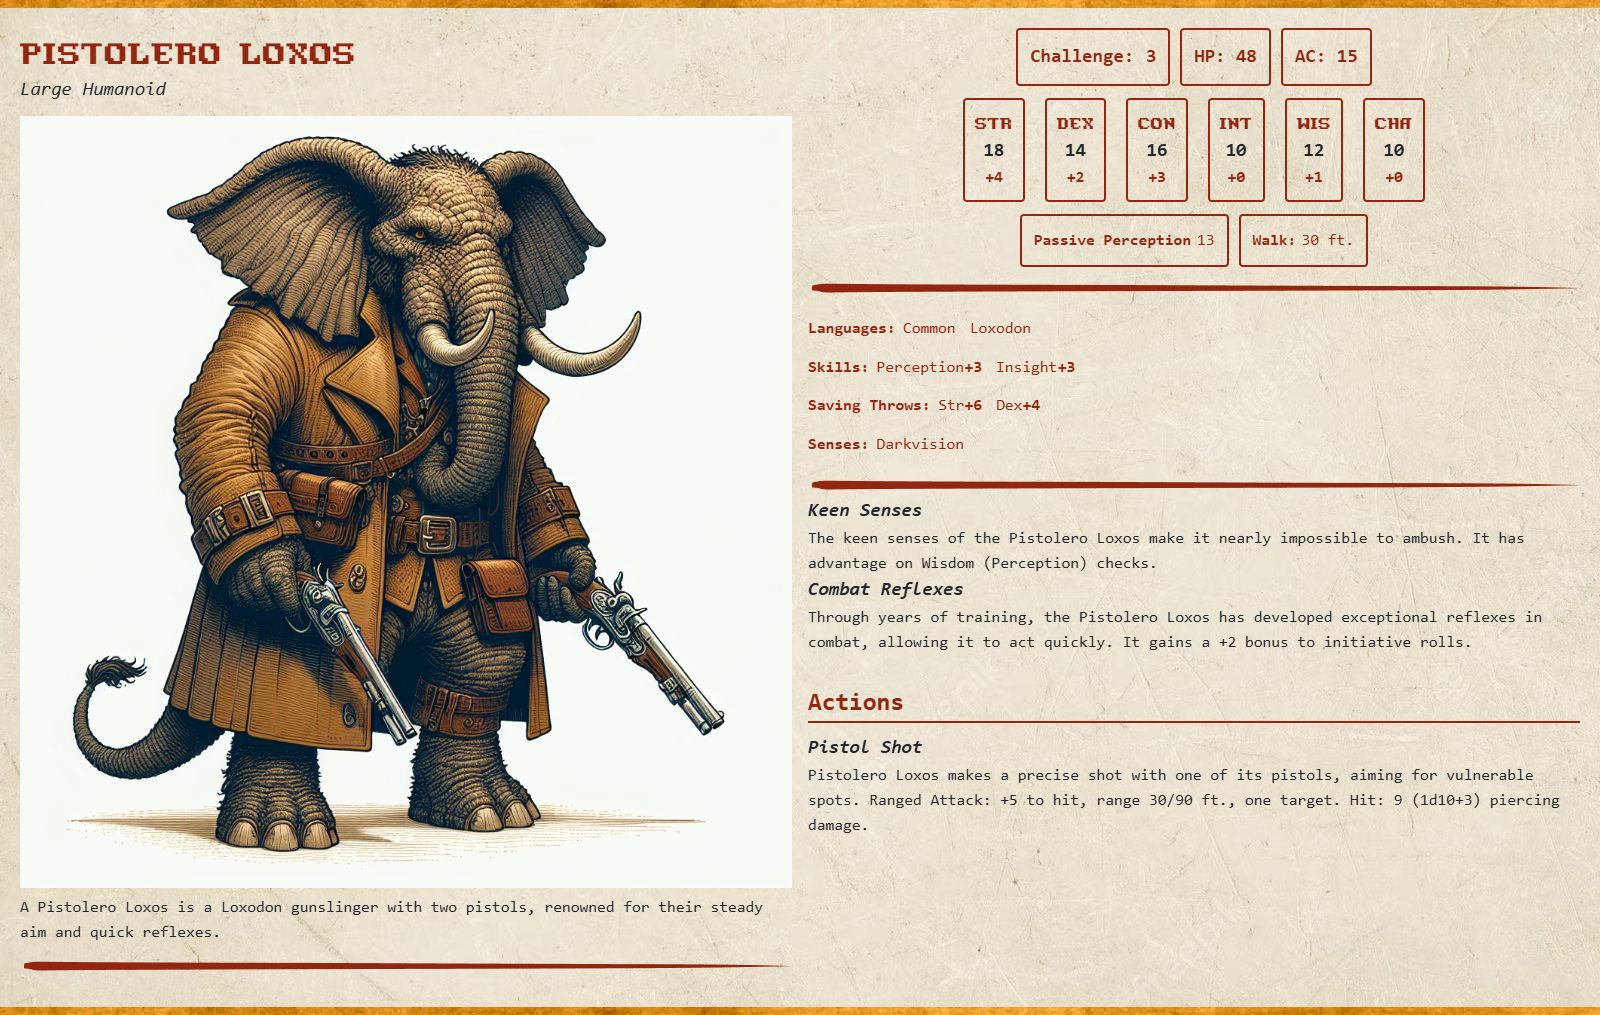 PISTOLERO LOXOS
Large Humanoid
A Pistolero Loxos is a Loxodon gunslinger with two pistols, renowned for their steady
aim and quick reflexes.
Challenge: 3 HP: 48 AC: 15
STR DEX CON INT WIS CHA
18 14 16 10 12 10
+4 +2 +3 +0 +1 +0
Passive Perception 13 Walk: 30 ft.
Languages: Common Loxodon
Skills: Perception+3 Insight+3
Saving Throws: Str+6 Dex+4
Senses: Darkvision
Keen Senses
The keen senses of the Pistolero Loxos make it nearly impossible to ambush. It has
advantage on Wisdom (Perception) checks.
Combat Reflexes
Through years of training, the Pistolero Loxos has developed exceptional reflexes in
combat, allowing it to act quickly. It gains a +2 bonus to initiative rolls.
Actions
Pistol Shot
Pistolero Loxos makes a precise shot with one of its pistols, aiming for vulnerable
spots. Ranged Attack: +5 to hit, range 30/90 ft., one target. Hit: 9 (1d10+3) piercing
damage.